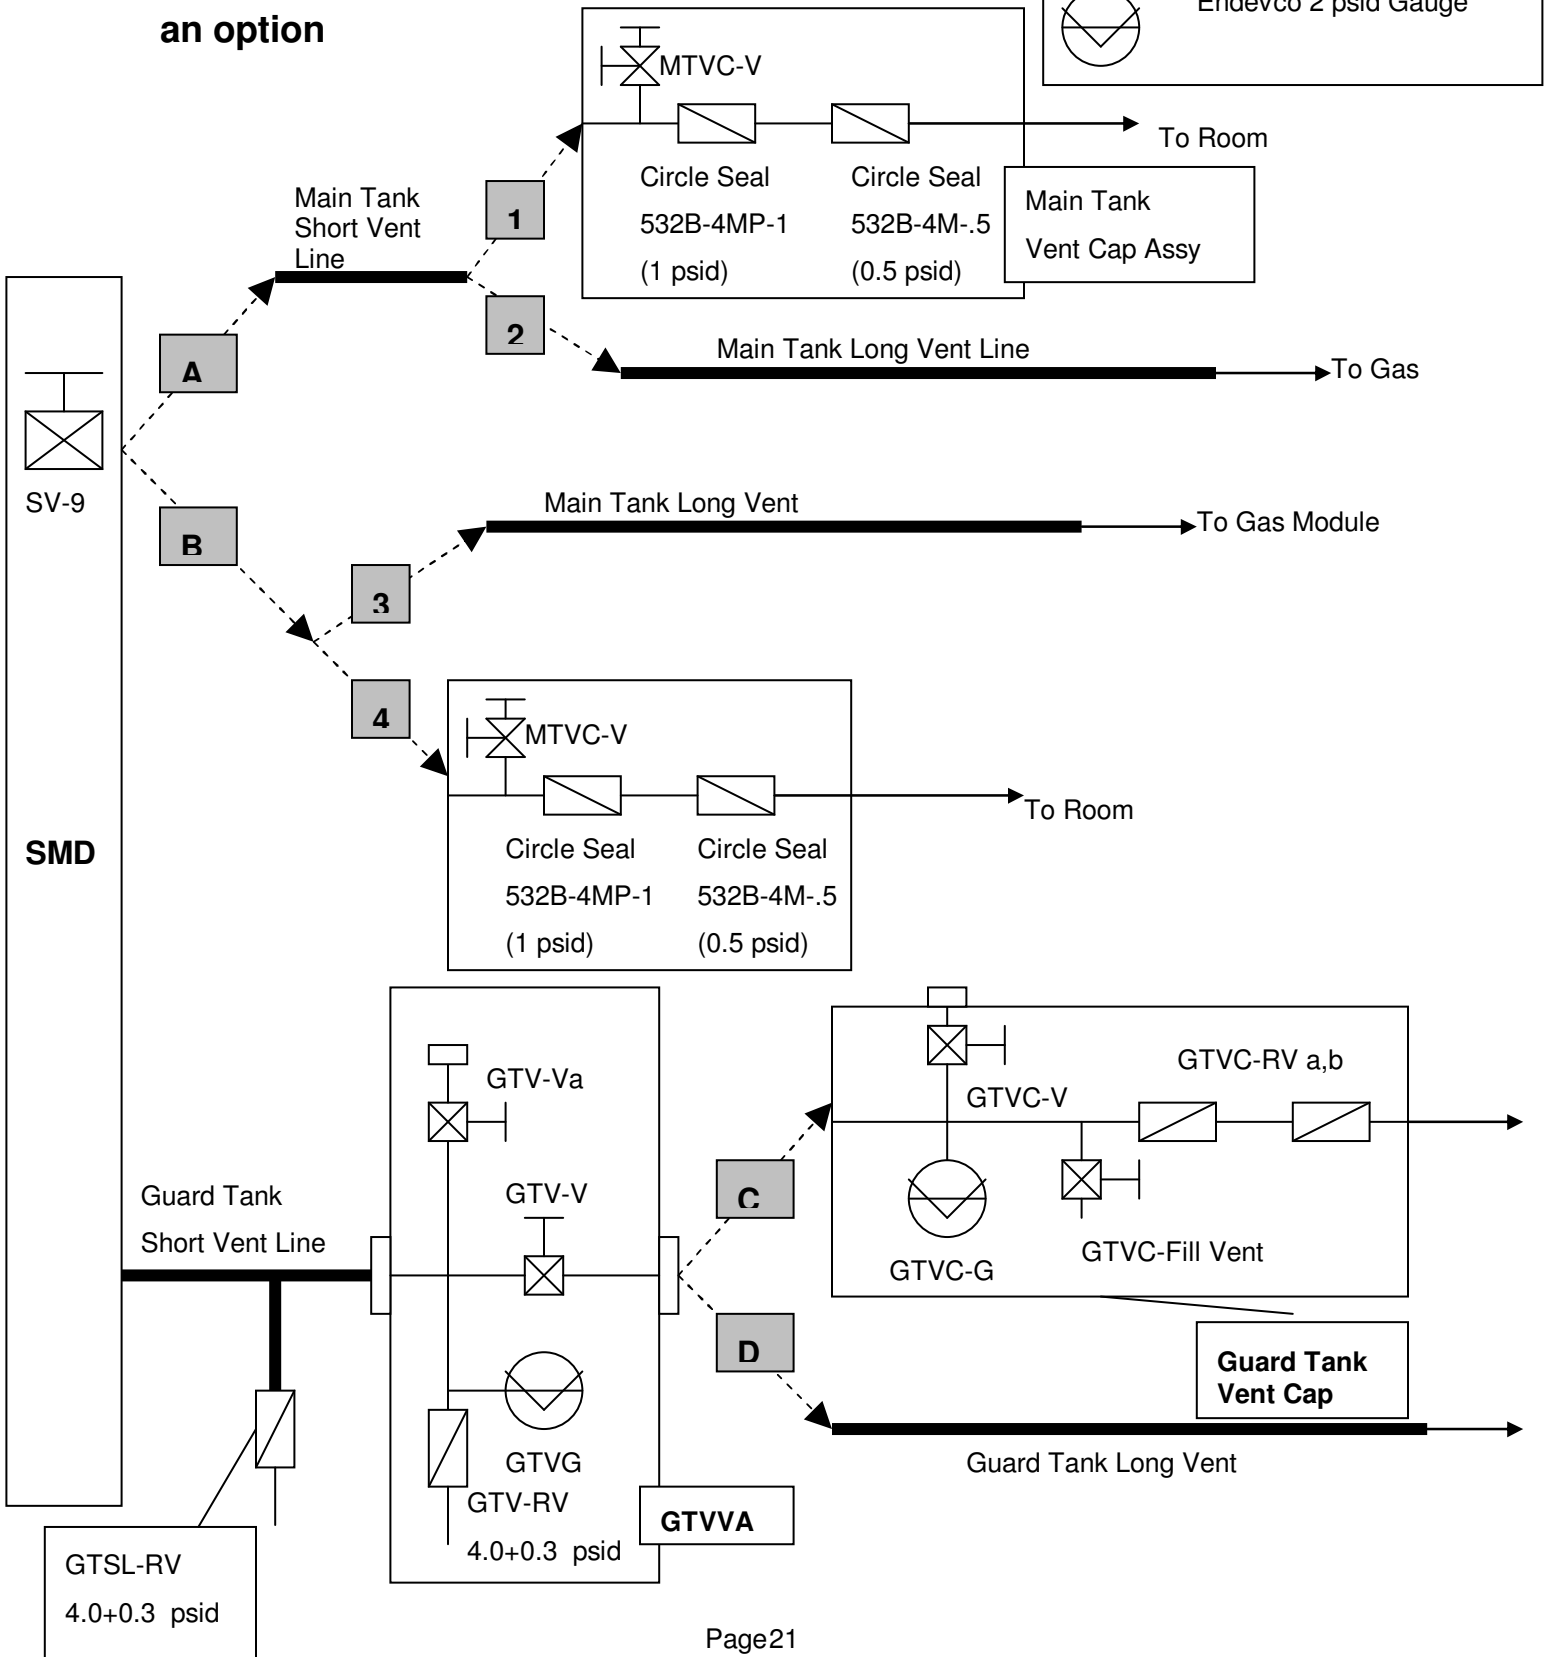 an option
Endevco 2 psid Gauge
MTVC-V
To Room
Circle Seal
532B-4MP-1
(1 psid)
Circle Seal
532B-4M-.5
(0.5 psid)
Main Tank
Vent Cap Assy
Main Tank
Short Vent
Line
1
2
A
Main Tank Long Vent Line
To Gas
SV-9
Main Tank Long Vent
To Gas Module
B
3
4
MTVC-V
To Room
SMD
Circle Seal
532B-4MP-1
(1 psid)
Circle Seal
532B-4M-.5
(0.5 psid)
GTV-Va
GTVC-RV a,b
GTVC-V
C
Guard Tank
Short Vent Line
GTV-V
GTVC-Fill Vent
GTVC-G
D
Guard Tank
Vent Cap
Guard Tank Long Vent
GTVG
GTV-RV
4.0+0.3 psid
GTVVA
GTSL-RV
4.0+0.3 psid
Page21